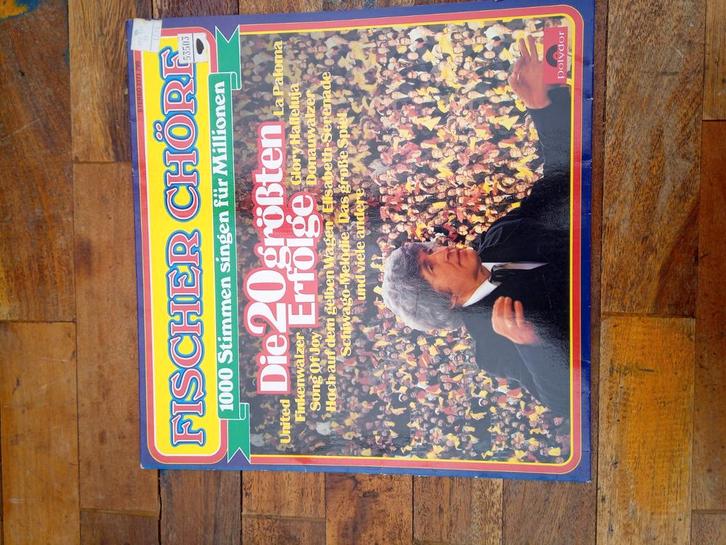 FISCHER CHÖRE
1000 Stimmen singen für Millionen
Die 20 größten
Erfolge
United
La Paloma
Finkenwalzer
Glory Halleluja
Song Of Joy
Donauwalzer
Hoch auf dem gelben Wagen
Elisabeth-Serenade
Schiwago-Melodie
Das große Spiel
und viele andere
polydor
53503